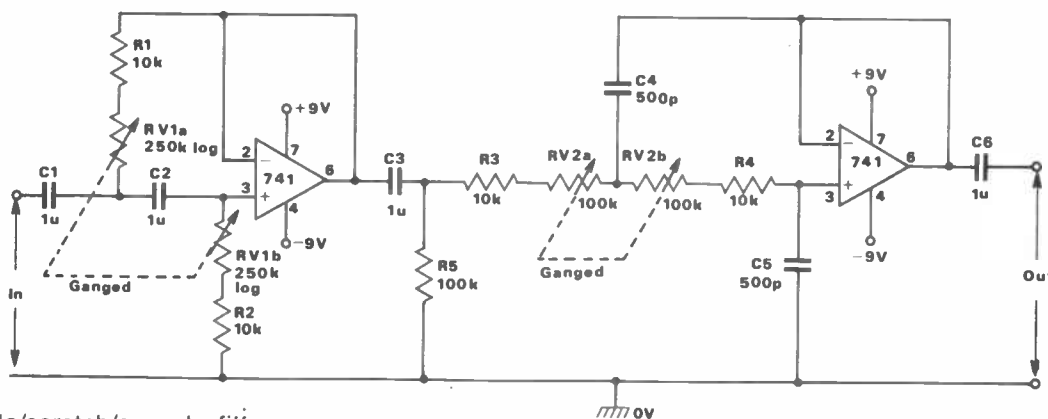 R1
10k
RV1a
250k log
C1
1u
C2
1u
2
3
−
+
741
7
+9V
6
4
−9V
RV1b
250k
log
Ganged
R2
10k
In
C3
1u
R5
100k
R3
10k
RV2a
100k
RV2b
100k
Ganged
C4
500p
R4
10k
2
3
−
+
741
7
+9V
6
4
−9V
C5
500p
C6
1u
Out
0V